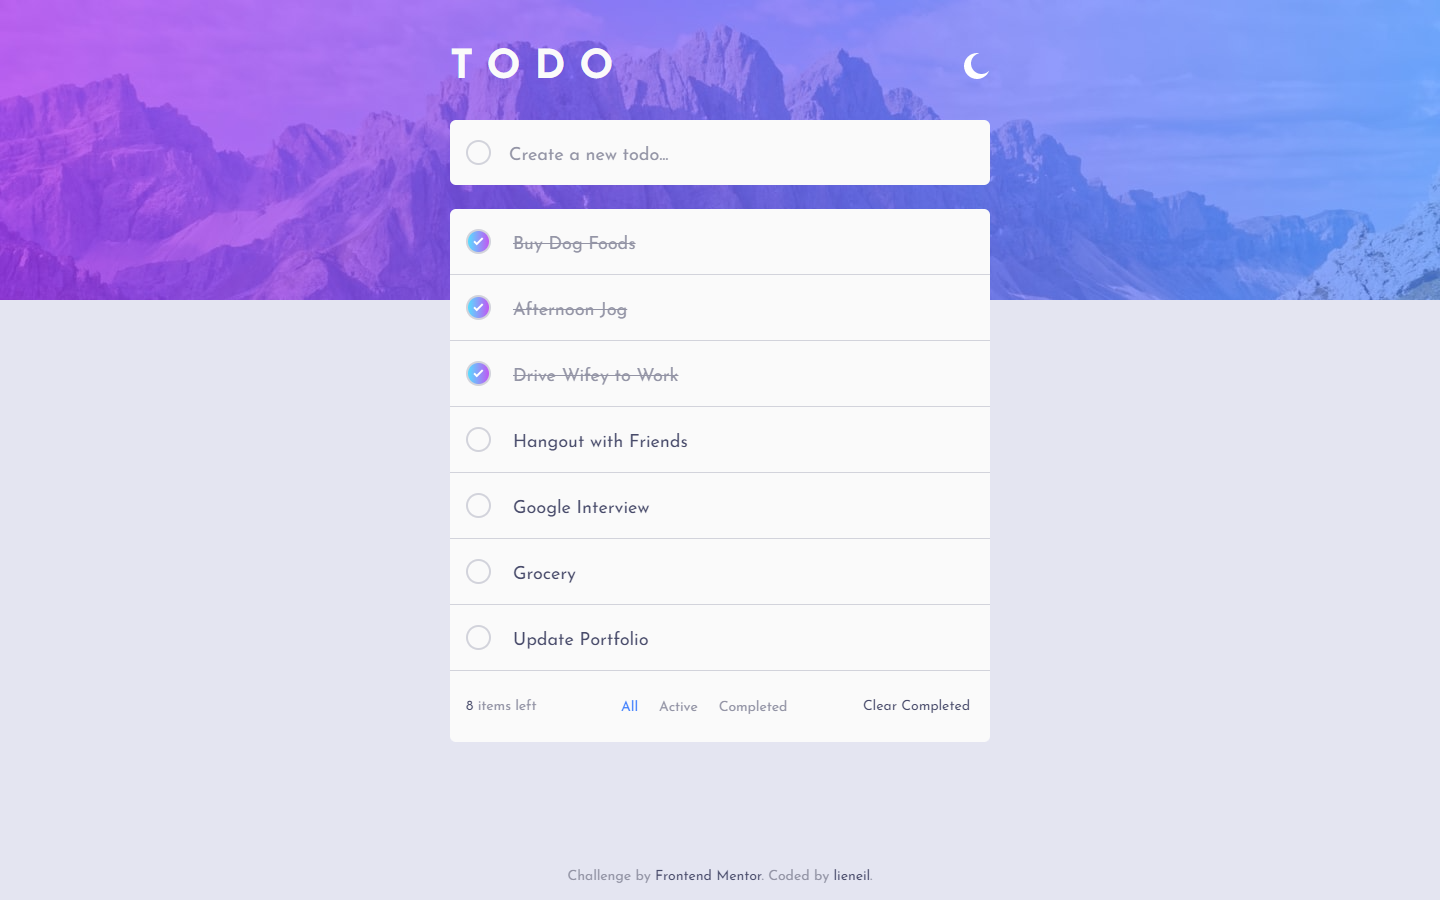 TODO
Create a new todo...
Buy Dog Foods
Afternoon Jog
Drive Wifey to Work
Hangout with Friends
Google Interview
Grocery
Update Portfolio
8 items left All Active Completed Clear Completed
Challenge by Frontend Mentor. Coded by lieneil.